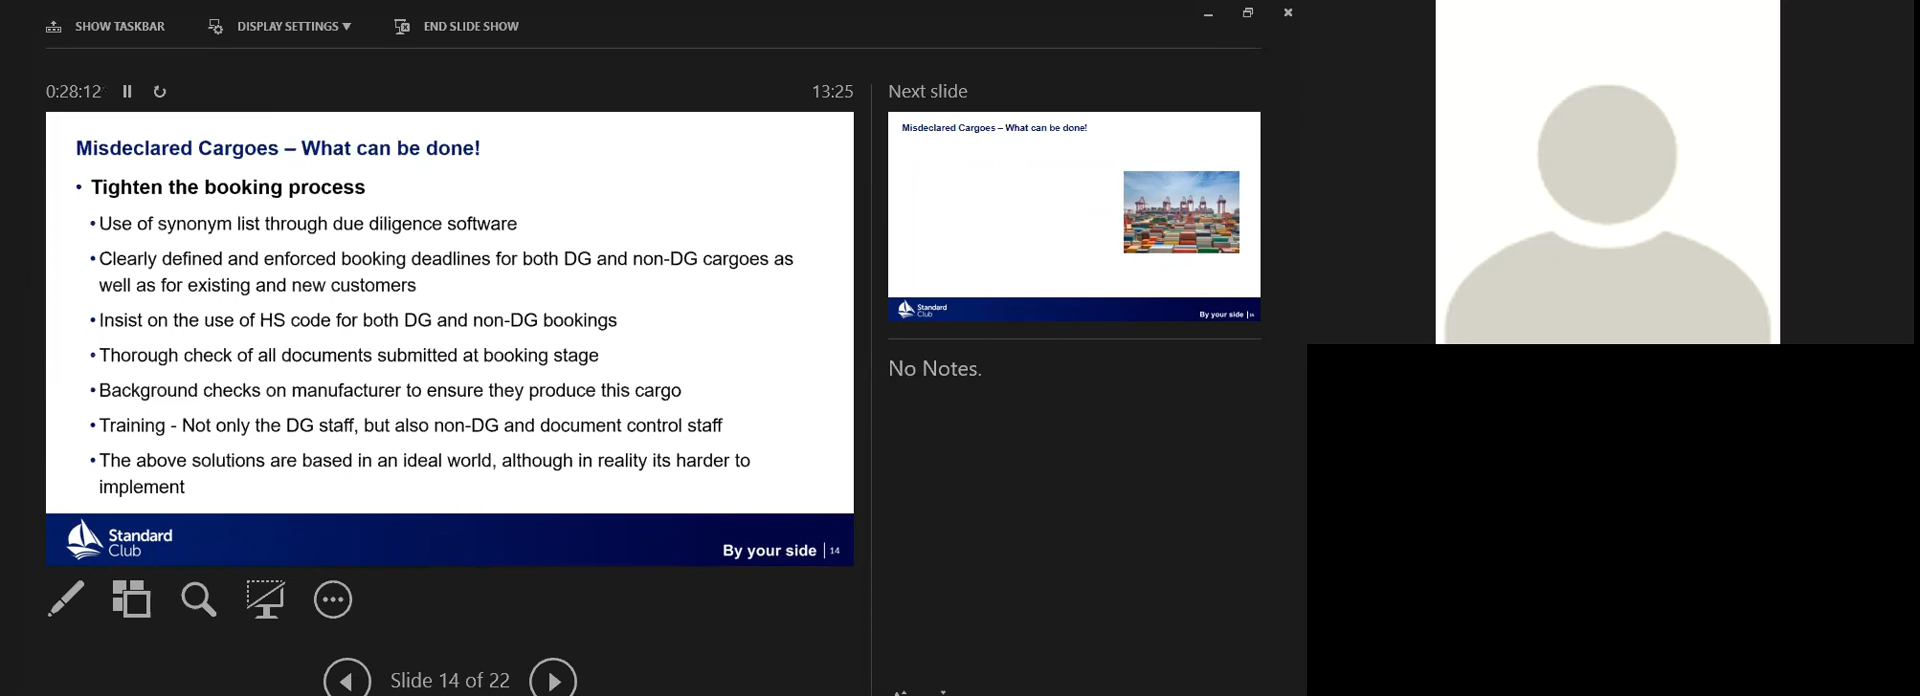 SHOW TASKBAR
DISPLAY SETTINGS ▼
END SLIDE SHOW
0:28:12
13:25
Misdeclared Cargoes – What can be done!
• Tighten the booking process
• Use of synonym list through due diligence software
• Clearly defined and enforced booking deadlines for both DG and non-DG cargoes as
well as for existing and new customers
• Insist on the use of HS code for both DG and non-DG bookings
• Thorough check of all documents submitted at booking stage
• Background checks on manufacturer to ensure they produce this cargo
• Training - Not only the DG staff, but also non-DG and document control staff
• The above solutions are based in an ideal world, although in reality its harder to
implement
Standard
Club
By your side | 14
Slide 14 of 22
Next slide
Misdeclared Cargoes – What can be done!
Standard
Club
By your side |
No Notes.